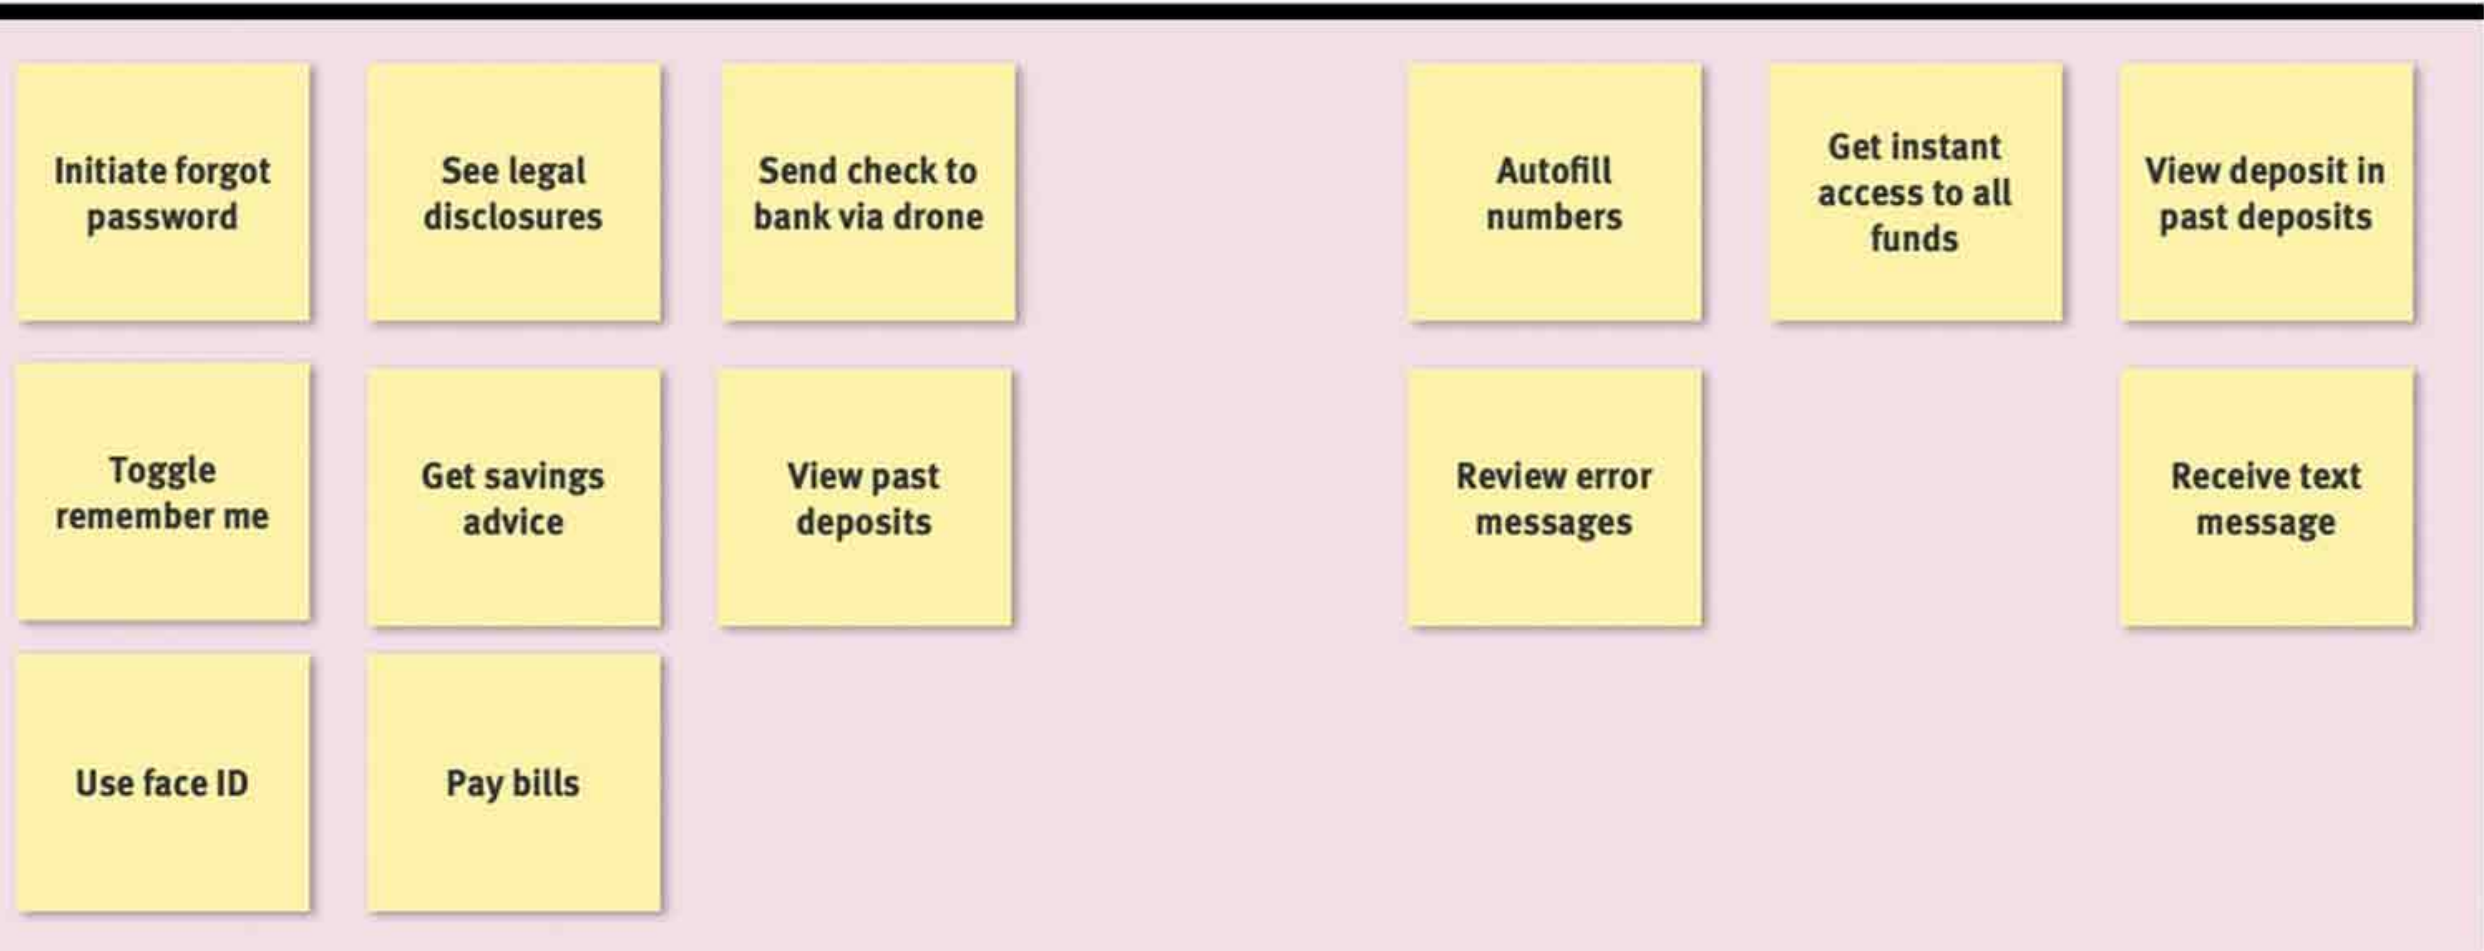 Initiate forgot
password
See legal
disclosures
Send check to
bank via drone
Autofill
numbers
Get instant
access to all
funds
View deposit in
past deposits
Toggle
remember me
Get savings
advice
View past
deposits
Review error
messages
Receive text
message
Use face ID
Pay bills